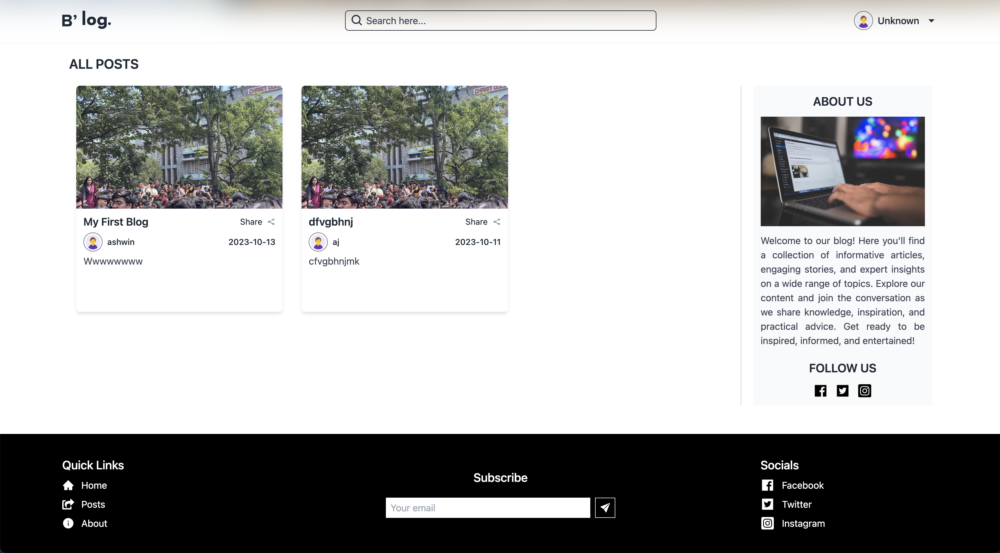 B’ log.
Search here...
Unknown
ALL POSTS
CHRIST
CHRIST
My First Blog
Share
ashwin
2023-10-13
Wwwwwwww
dfvgbhnj
Share
aj
2023-10-11
cfvgbhnjmk
ABOUT US
Welcome to our blog! Here you'll find
a collection of informative articles,
engaging stories, and expert insights
on a wide range of topics. Explore our
content and join the conversation as
we share knowledge, inspiration, and
practical advice. Get ready to be
inspired, informed, and entertained!
FOLLOW US
Quick Links
Home
Posts
About
Subscribe
Your email
Socials
Facebook
Twitter
Instagram